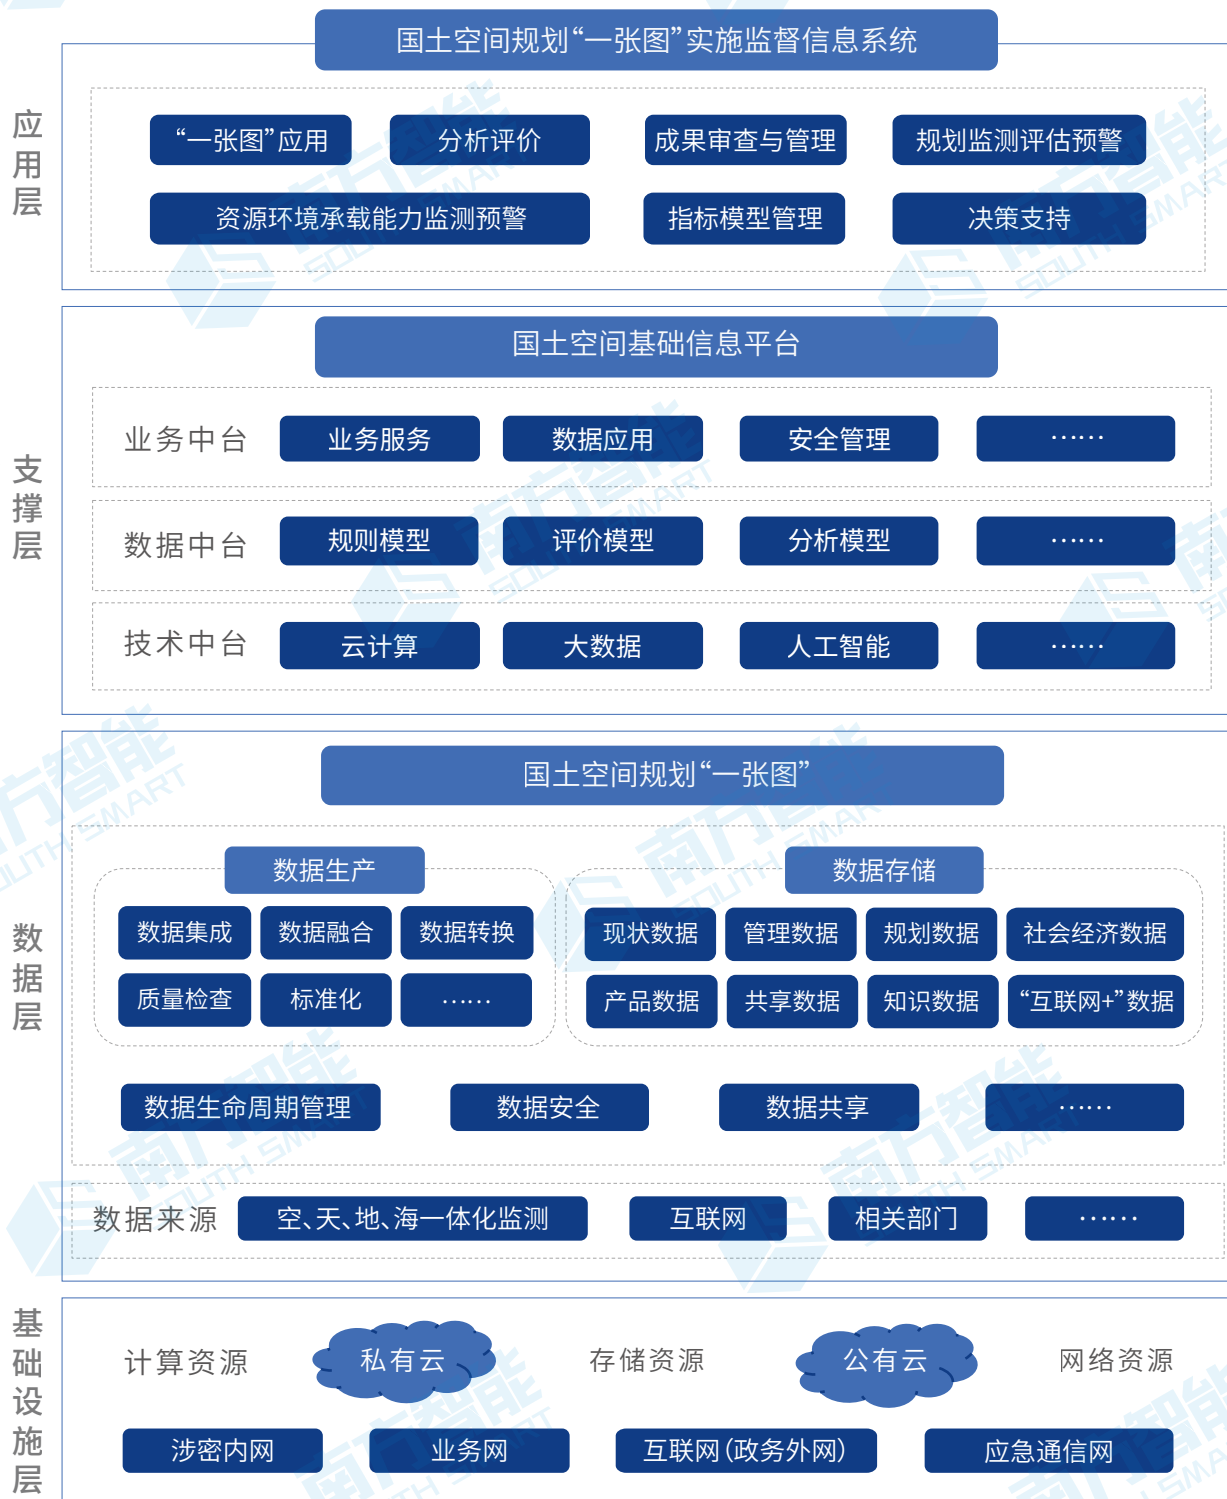 国土空间规划“一张图”实施监督信息系统
应用层
“一张图”应用
分析评价
成果审查与管理
规划监测评估预警
资源环境承载能力监测预警
指标模型管理
决策支持
国土空间基础信息平台
支撑层
业务中台
业务服务
数据应用
安全管理
……
数据中台
规则模型
评价模型
分析模型
……
技术中台
云计算
大数据
人工智能
……
国土空间规划“一张图”
数据层
数据生产
数据集成
数据融合
数据转换
质量检查
标准化
……
数据存储
现状数据
管理数据
规划数据
社会经济数据
产品数据
共享数据
知识数据
“互联网+”数据
数据生命周期管理
数据安全
数据共享
……
数据来源
空、天、地、海一体化监测
互联网
相关部门
……
基础设施层
计算资源
私有云
存储资源
公有云
网络资源
涉密内网
业务网
互联网（政务外网）
应急通信网
南方智能
SOUTH SMART